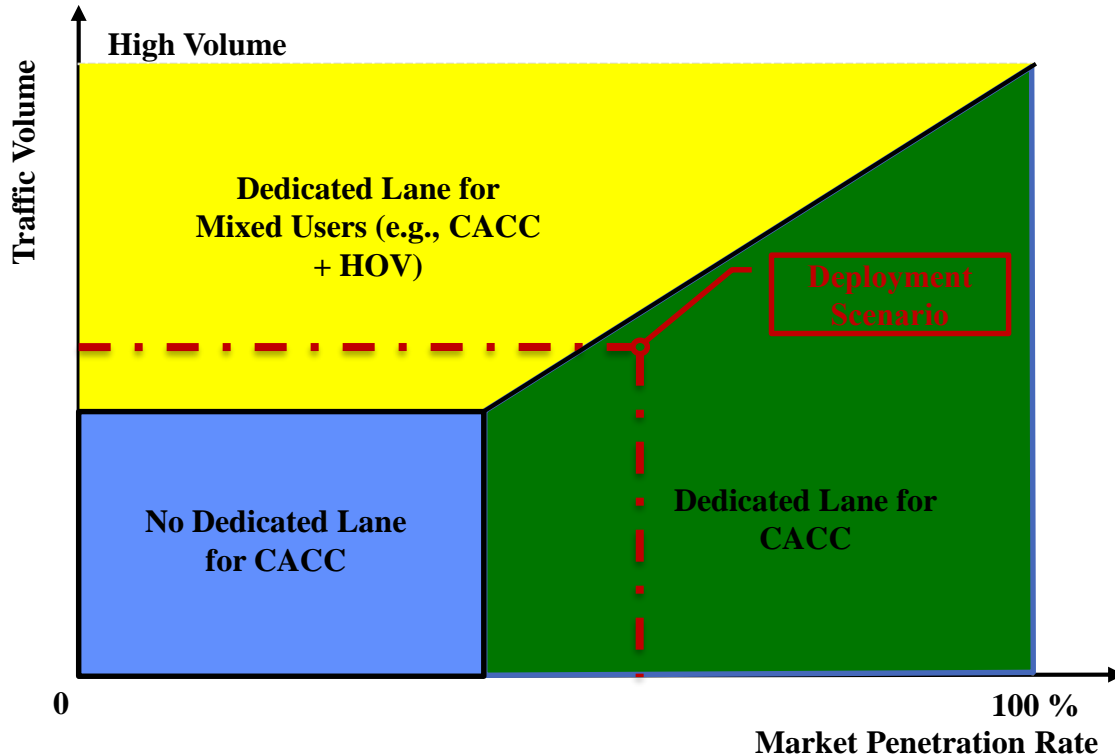 High Volume
Traffic Volume
Dedicated Lane for
Mixed Users (e.g., CACC
+ HOV)
Deployment
Scenario
No Dedicated Lane
for CACC
Dedicated Lane for
CACC
0
100 %
Market Penetration Rate